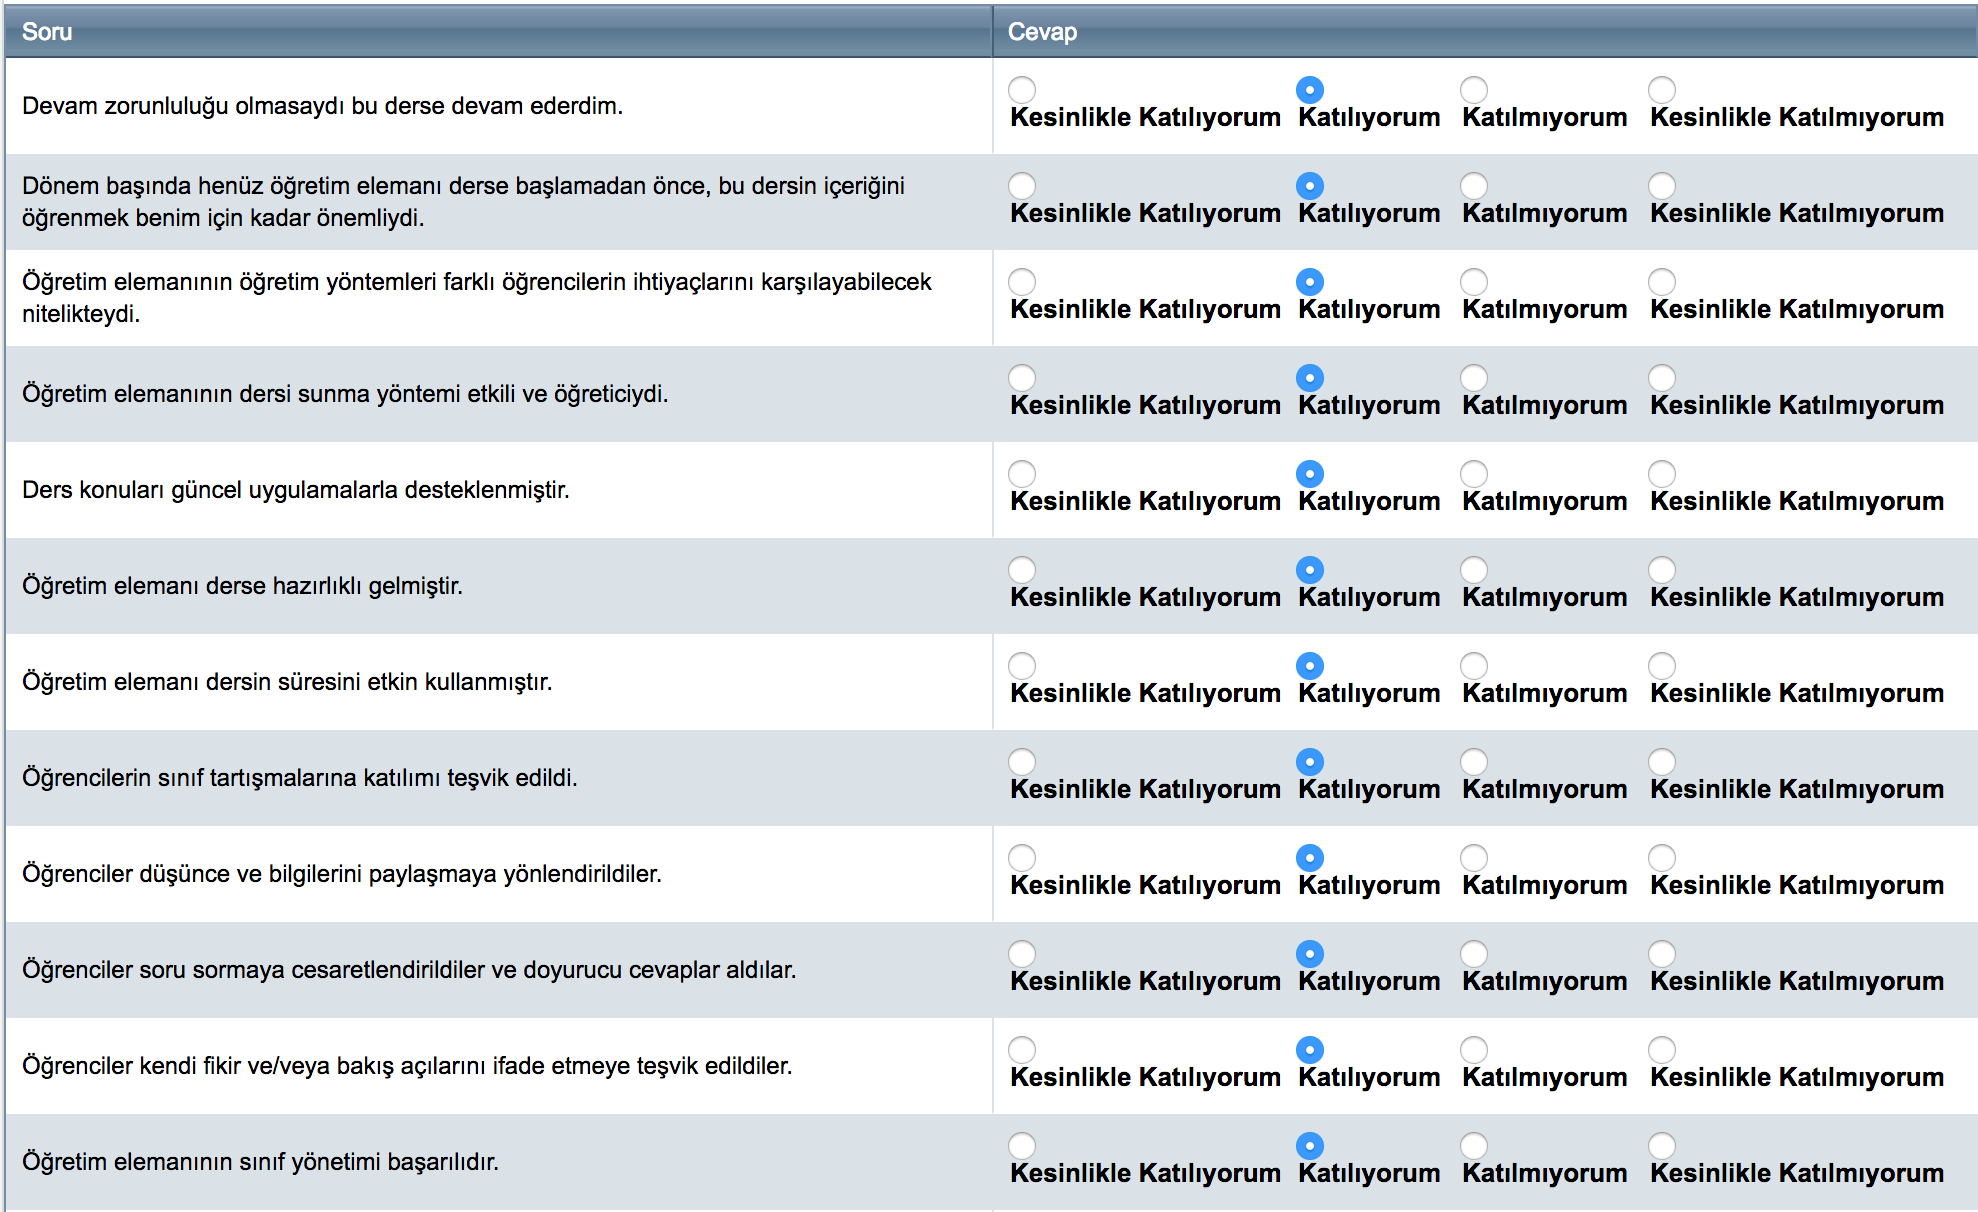 Soru Cevap
Devam zorunluluğu olmasaydı bu derse devam ederdim.
Kesinlikle Katılıyorum Katılıyorum Katılmıyorum Kesinlikle Katılmıyorum
Dönem başında henüz öğretim elemanı derse başlamadan önce, bu dersin içeriğini
öğrenmek benim için kadar önemliydi.
Kesinlikle Katılıyorum Katılıyorum Katılmıyorum Kesinlikle Katılmıyorum
Öğretim elemanının öğretim yöntemleri farklı öğrencilerin ihtiyaçlarını karşılayabilecek
nitelikteydi.
Kesinlikle Katılıyorum Katılıyorum Katılmıyorum Kesinlikle Katılmıyorum
Öğretim elemanının dersi sunma yöntemi etkili ve öğreticiydi.
Kesinlikle Katılıyorum Katılıyorum Katılmıyorum Kesinlikle Katılmıyorum
Ders konuları güncel uygulamalarla desteklenmiştir.
Kesinlikle Katılıyorum Katılıyorum Katılmıyorum Kesinlikle Katılmıyorum
Öğretim elemanı derse hazırlıklı gelmiştir.
Kesinlikle Katılıyorum Katılıyorum Katılmıyorum Kesinlikle Katılmıyorum
Öğretim elemanı dersin süresini etkin kullanmıştır.
Kesinlikle Katılıyorum Katılıyorum Katılmıyorum Kesinlikle Katılmıyorum
Öğrencilerin sınıf tartışmalarına katılımı teşvik edildi.
Kesinlikle Katılıyorum Katılıyorum Katılmıyorum Kesinlikle Katılmıyorum
Öğrenciler düşünce ve bilgilerini paylaşmaya yönlendirildiler.
Kesinlikle Katılıyorum Katılıyorum Katılmıyorum Kesinlikle Katılmıyorum
Öğrenciler soru sormaya cesaretlendirildiler ve doyurucu cevaplar aldılar.
Kesinlikle Katılıyorum Katılıyorum Katılmıyorum Kesinlikle Katılmıyorum
Öğrenciler kendi fikir ve/veya bakış açılarını ifade etmeye teşvik edildiler.
Kesinlikle Katılıyorum Katılıyorum Katılmıyorum Kesinlikle Katılmıyorum
Öğretim elemanının sınıf yönetimi başarılıdır.
Kesinlikle Katılıyorum Katılıyorum Katılmıyorum Kesinlikle Katılmıyorum